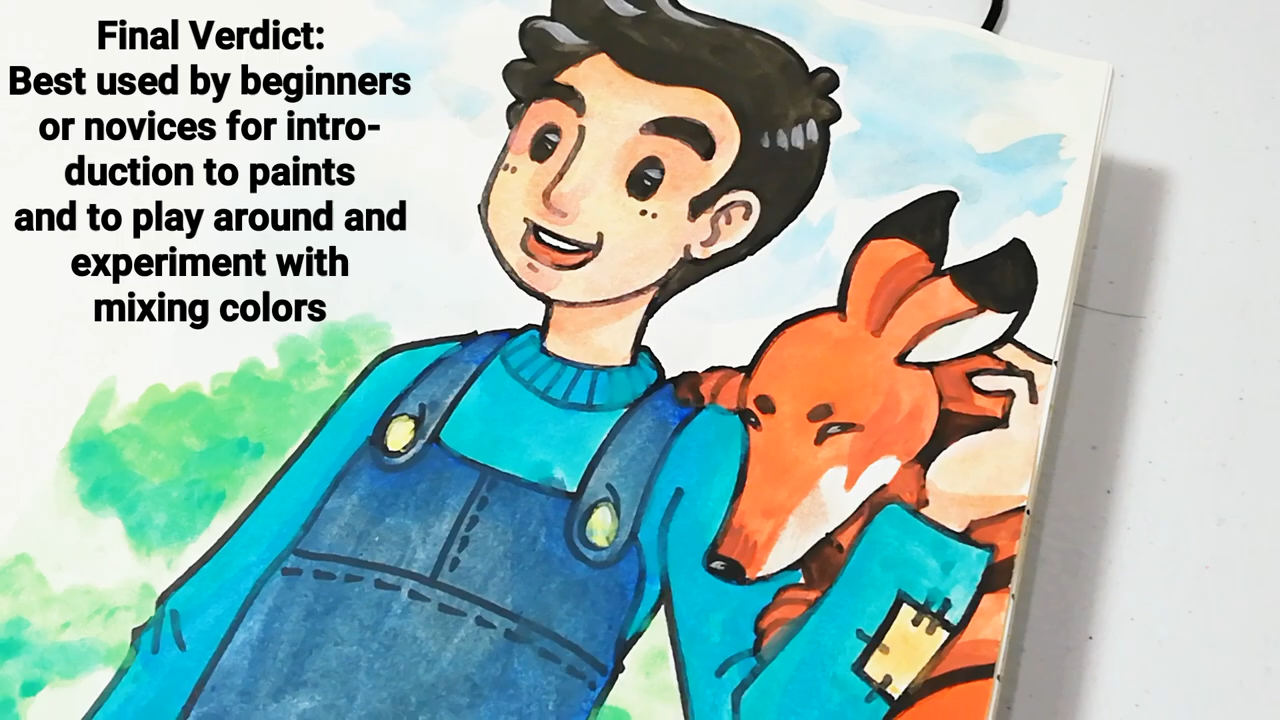 Final Verdict:
Best used by beginners
or novices for intro-
duction to paints
and to play around and
experiment with
mixing colors